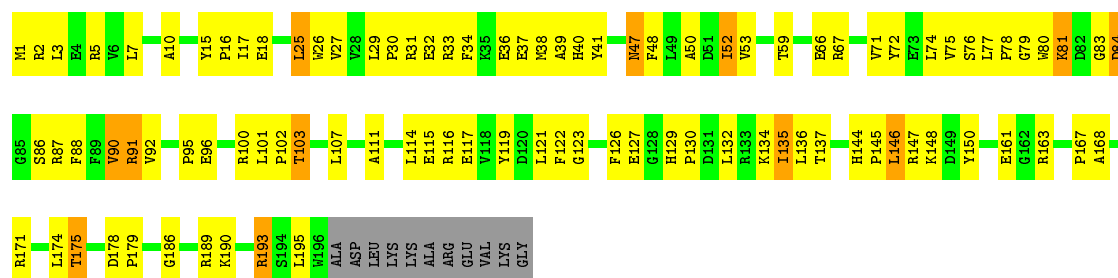 M1 R2 L3 E4 R5 V6 L7 A10 Y15 P16 I17 E18 L25 W26 V27 V28 L29 P30 R31 E32 R33 F34 K35 E36 E37 M38 A39 H40 Y41 N47 F48 L49 A50 D51 I52 V53 T59 E66 R67 V71 Y72 E73 L74 V75 S76 L77 P78 G79 W80 K81 D82 G83 D84
G85 S86 R87 F88 F89 V90 R91 V92 P95 E96 R100 L101 P102 T103 L107 A111 L114 E115 R116 E117 V118 Y119 D120 L121 F122 G123 F126 E127 G128 H129 P130 D131 L132 R133 K134 I135 L136 T137 H144 P145 L146 R147 K148 D149 Y150 E161 G162 R163 P167 A168
R171 L174 T175 D178 P179 G186 R189 K190 R193 S194 L195 W196 ALA ASP LEU LYS LYS ALA ARG GLU VAL LYS GLY